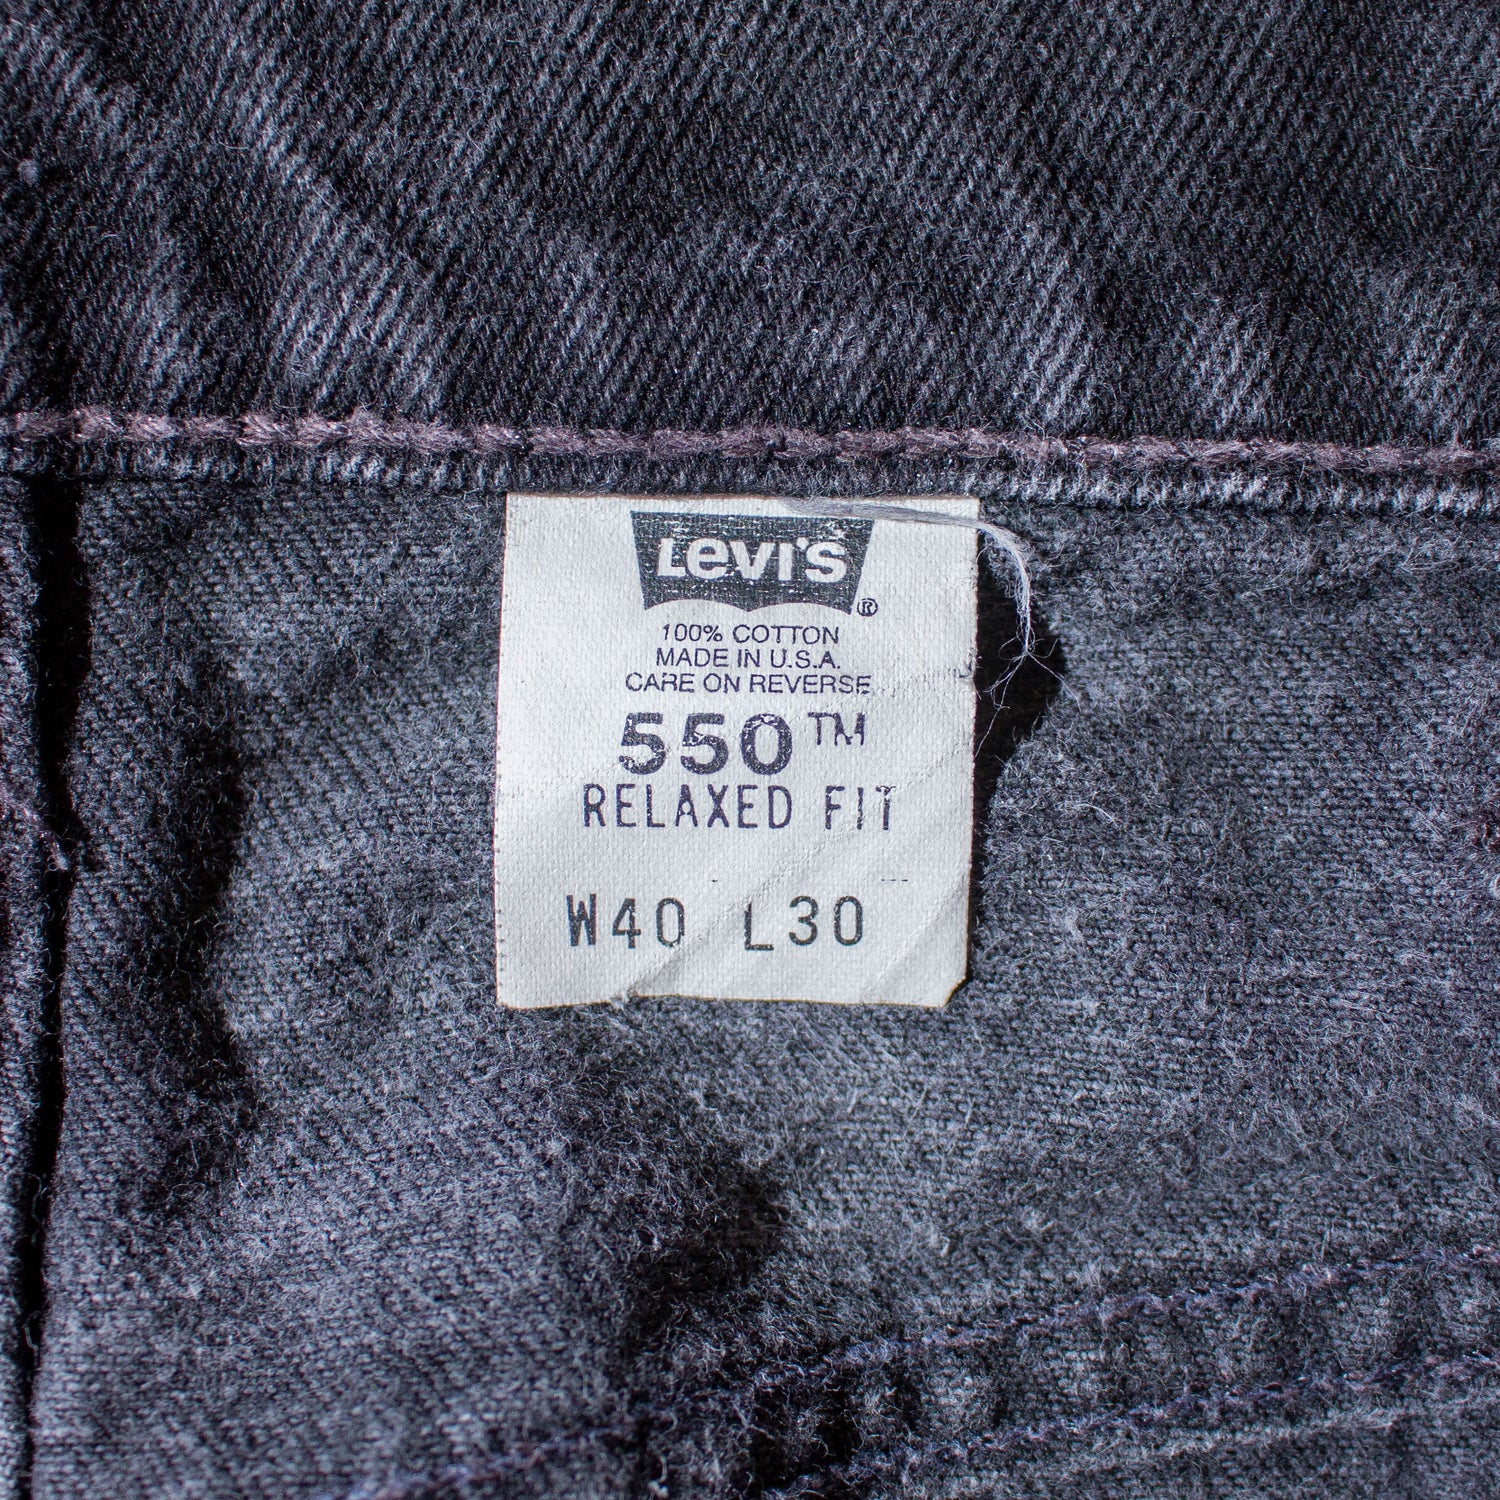 Levi's ®
100% COTTON
MADE IN U.S.A.
CARE ON REVERSE
550™
RELAXED FIT
W40 L30